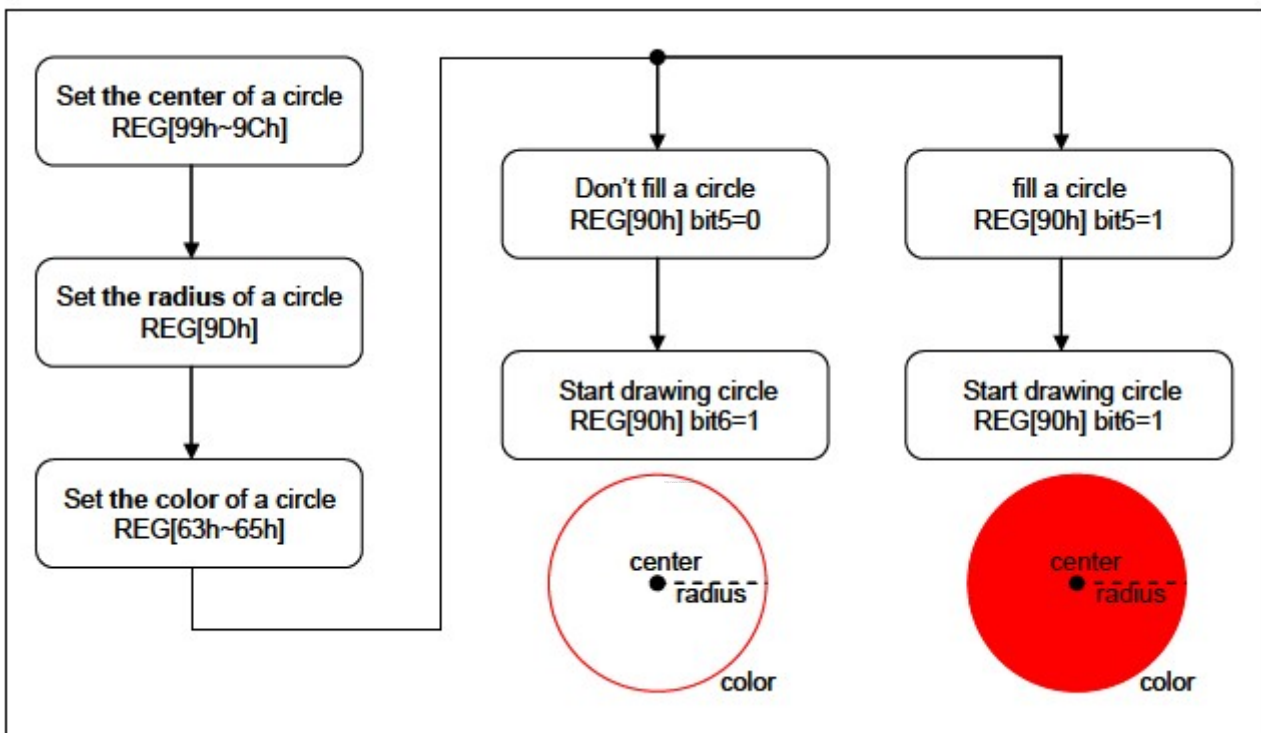 Set the center of a circle
REG[99h~9Ch]
Set the radius of a circle
REG[9Dh]
Set the color of a circle
REG[63h~65h]
Don't fill a circle
REG[90h] bit5=0
Start drawing circle
REG[90h] bit6=1
center
radius
color
fill a circle
REG[90h] bit5=1
Start drawing circle
REG[90h] bit6=1
center
radius
color